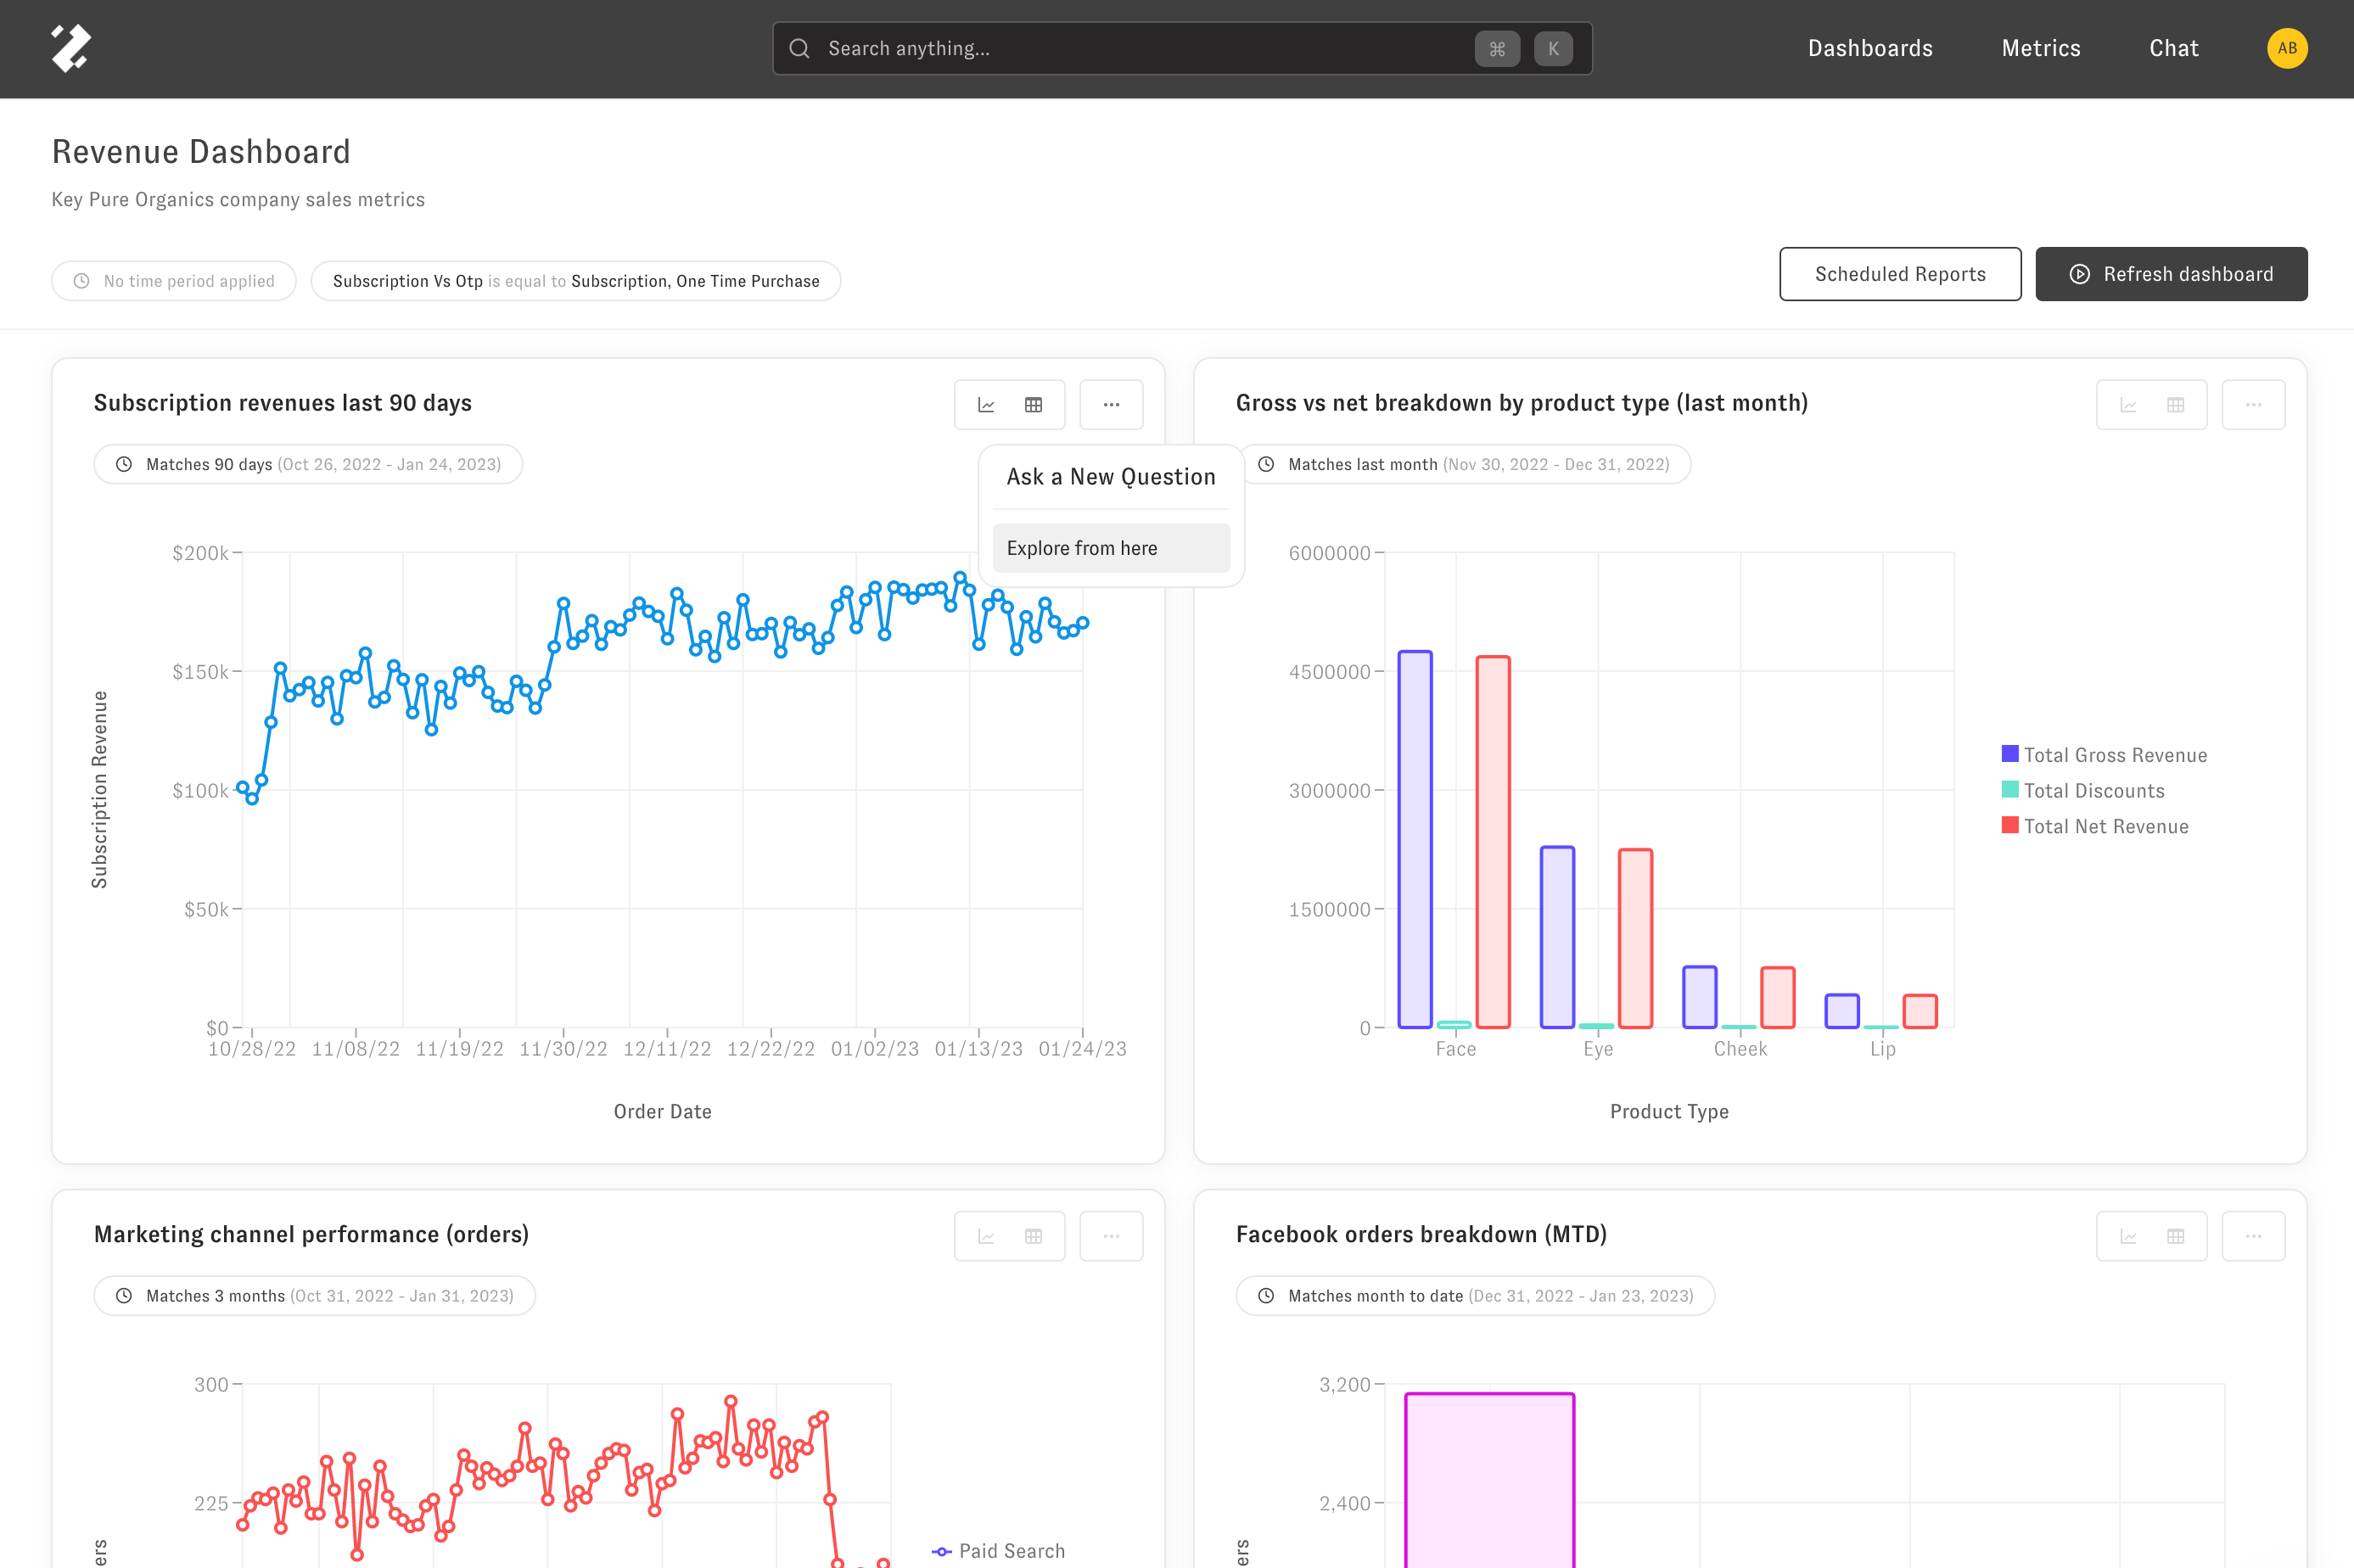 Search anything...
⌘ K
Dashboards
Metrics
Chat
AB
Revenue Dashboard
Key Pure Organics company sales metrics
No time period applied
Subscription Vs Otp is equal to Subscription, One Time Purchase
Scheduled Reports
Refresh dashboard
Subscription revenues last 90 days
Matches 90 days (Oct 26, 2022 - Jan 24, 2023)
Ask a New Question
Explore from here
$200k
$150k
$100k
$50k
$0
Subscription Revenue
10/28/22 11/08/22 11/19/22 11/30/22 12/11/22 12/22/22 01/02/23 01/13/23 01/24/23
Order Date
Gross vs net breakdown by product type (last month)
Matches last month (Nov 30, 2022 - Dec 31, 2022)
6000000
4500000
3000000
1500000
0
Face Eye Cheek Lip
Product Type
Total Gross Revenue
Total Discounts
Total Net Revenue
Marketing channel performance (orders)
Matches 3 months (Oct 31, 2022 - Jan 31, 2023)
300
225
ers
Paid Search
Facebook orders breakdown (MTD)
Matches month to date (Dec 31, 2022 - Jan 23, 2023)
3,200
2,400
ers